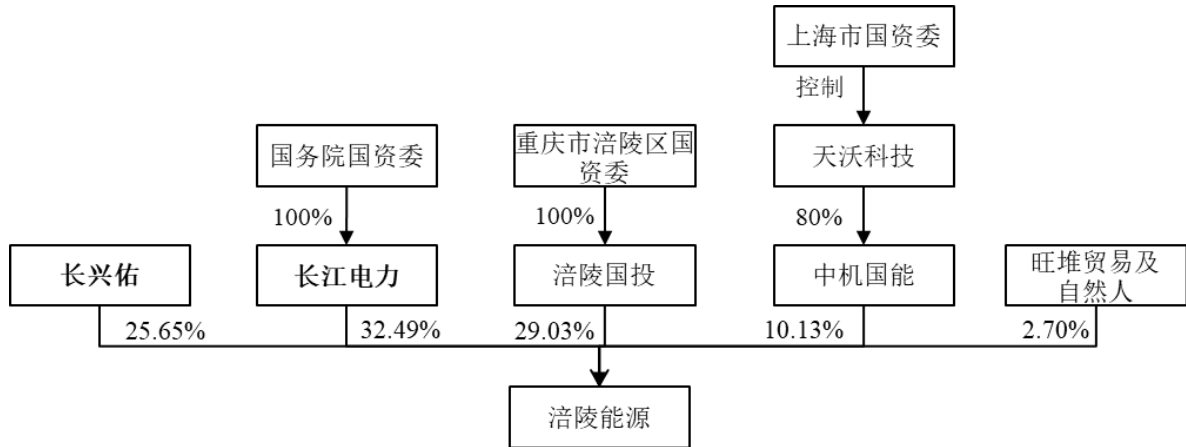 上海市国资委
控制
国务院国资委
重庆市涪陵区国
资委
天沃科技
100%
100%
80%
长兴佑
长江电力
涪陵国投
中机国能
旺堆贸易及
自然人
25.65%
32.49%
29.03%
10.13%
2.70%
涪陵能源